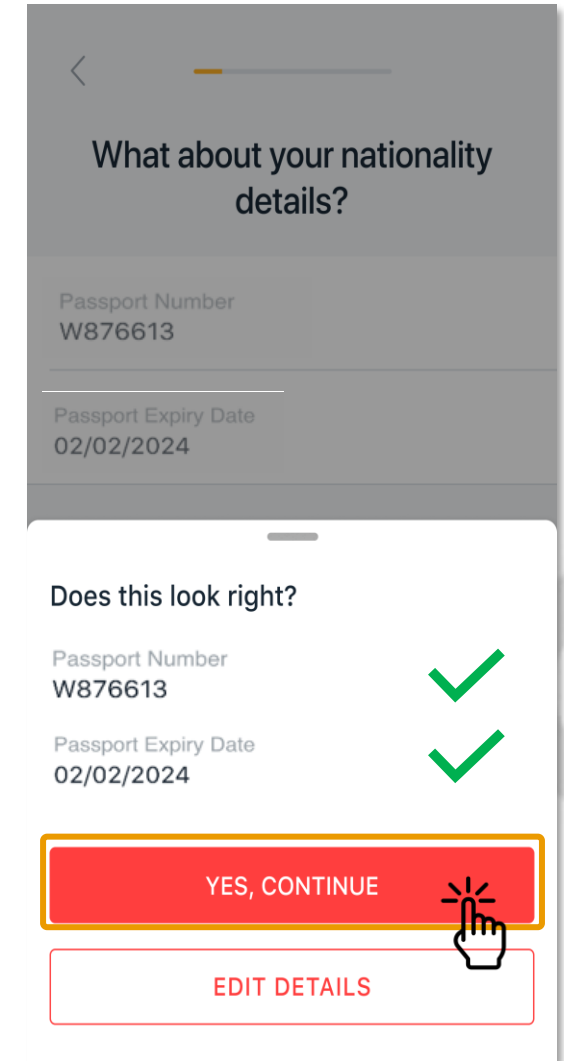 What about your nationality
details?
Passport Number
W876613
Passport Expiry Date
02/02/2024
Does this look right?
Passport Number
W876613
Passport Expiry Date
02/02/2024
YES, CONTINUE
EDIT DETAILS